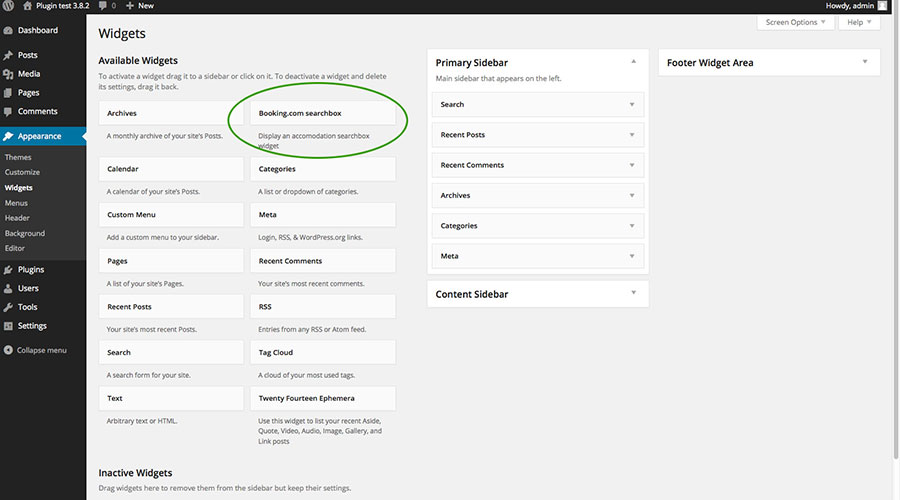 Plugin test 3.8.2 0 + New Howdy, admin
Screen Options Help
Dashboard
Posts
Media
Pages
Comments
Appearance
Themes
Customize
Widgets
Menus
Header
Background
Editor
Plugins
Users
Tools
Settings
Collapse menu
Widgets
Available Widgets
To activate a widget drag it to a sidebar or click on it. To deactivate a widget and delete
its settings, drag it back.
Archives
A monthly archive of your site's Posts.
Booking.com searchbox
Display an accomodation searchbox
widget
Calendar
A calendar of your site's Posts.
Categories
A list or dropdown of categories.
Custom Menu
Add a custom menu to your sidebar.
Meta
Login, RSS, & WordPress.org links.
Pages
A list of your site's Pages.
Recent Comments
Your site's most recent comments.
Recent Posts
Your site's most recent Posts.
RSS
Entries from any RSS or Atom feed.
Search
A search form for your site.
Tag Cloud
A cloud of your most used tags.
Text
Arbitrary text or HTML.
Twenty Fourteen Ephemera
Use this widget to list your recent Aside,
Quote, Video, Audio, Image, Gallery, and
Link posts
Inactive Widgets
Drag widgets here to remove them from the sidebar but keep their settings.
Primary Sidebar
Main sidebar that appears on the left.
Search
Recent Posts
Recent Comments
Archives
Categories
Meta
Content Sidebar
Footer Widget Area